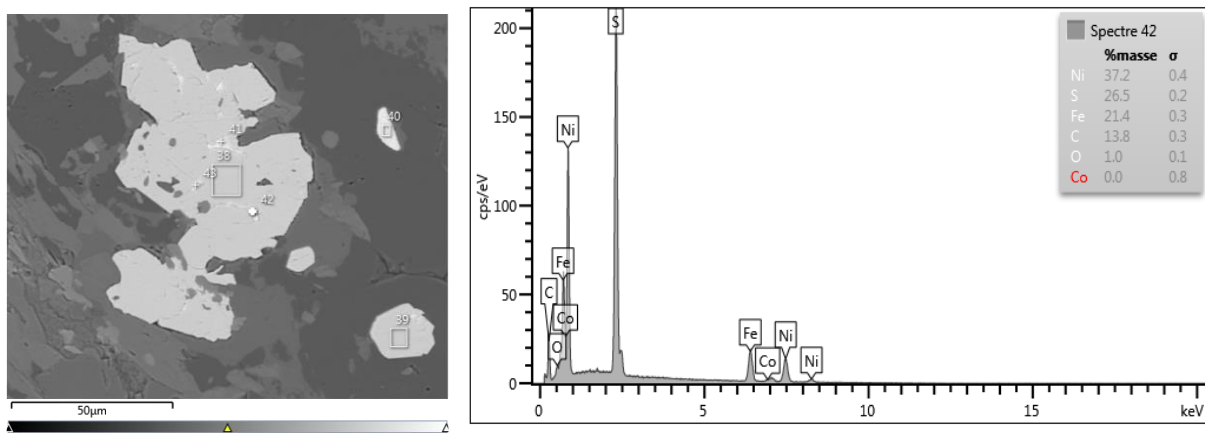 41
38
43
42
40
39
50µm
cps/eV
200
150
100
50
0
S
Ni
Fe
C
Co
O
Fe
Co
Ni
Ni
0
5
10
15
keV
Spectre 42
%masse σ
Ni 37.2 0.4
S 26.5 0.2
Fe 21.4 0.3
C 13.8 0.3
O 1.0 0.1
Co 0.0 0.8